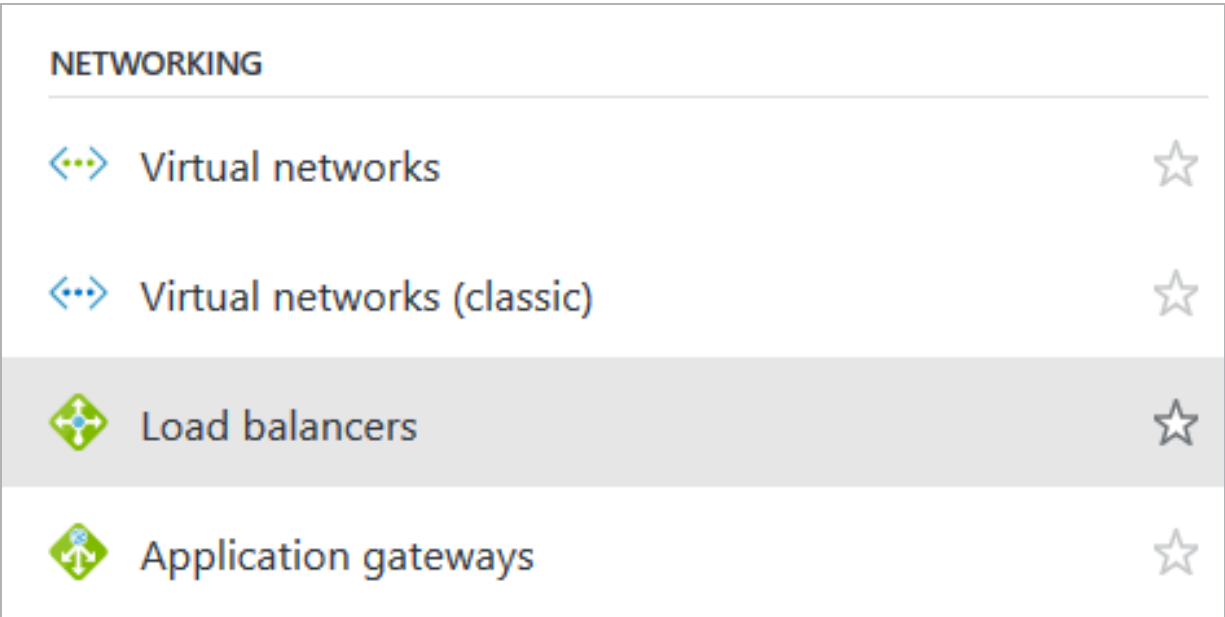 NETWORKING
Virtual networks
Virtual networks (classic)
Load balancers
Application gateways